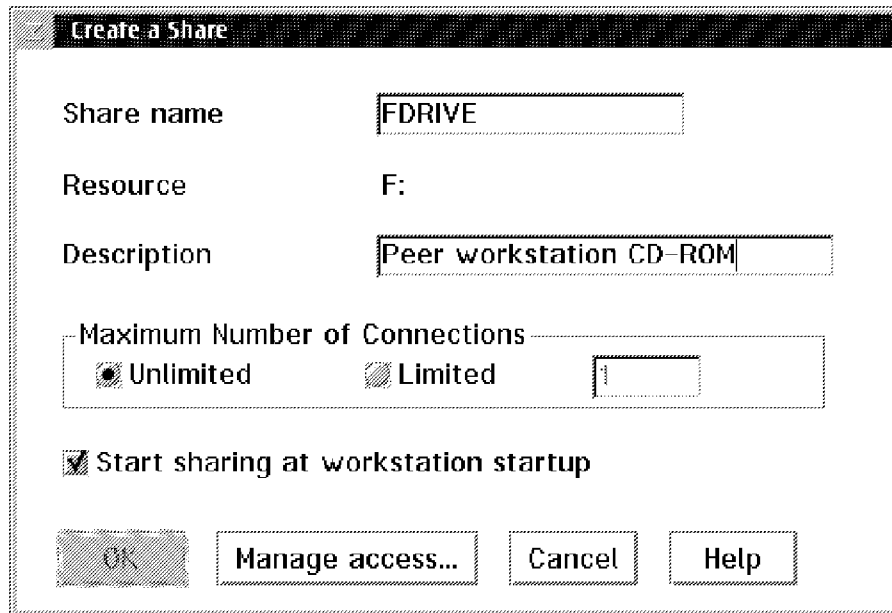 Create a Share
Share name FDRIVE
Resource F:
Description Peer workstation CD-ROM
Maximum Number of Connections
Unlimited Limited 1
Start sharing at workstation startup
OK Manage access... Cancel Help